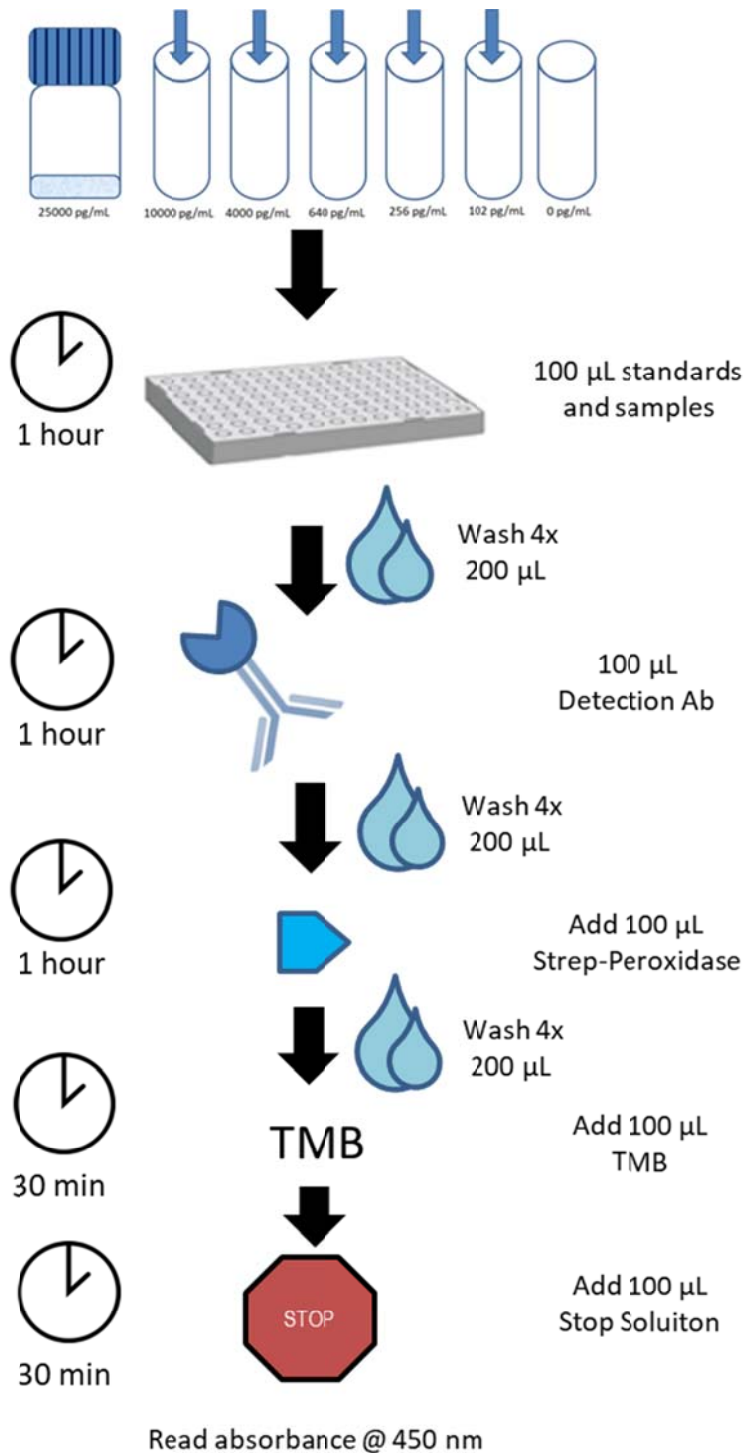 25000 pg/mL 10000 pg/mL 4000 pg/mL 640 pg/mL 256 pg/mL 102 pg/mL 0 pg/mL
1 hour
100 µL standards
and samples
Wash 4x
200 µL
1 hour
100 µL
Detection Ab
Wash 4x
200 µL
1 hour
Add 100 µL
Strep-Peroxidase
Wash 4x
200 µL
30 min
TMB
Add 100 µL
TMB
30 min
STOP
Add 100 µL
Stop Soluiton
Read absorbance @ 450 nm